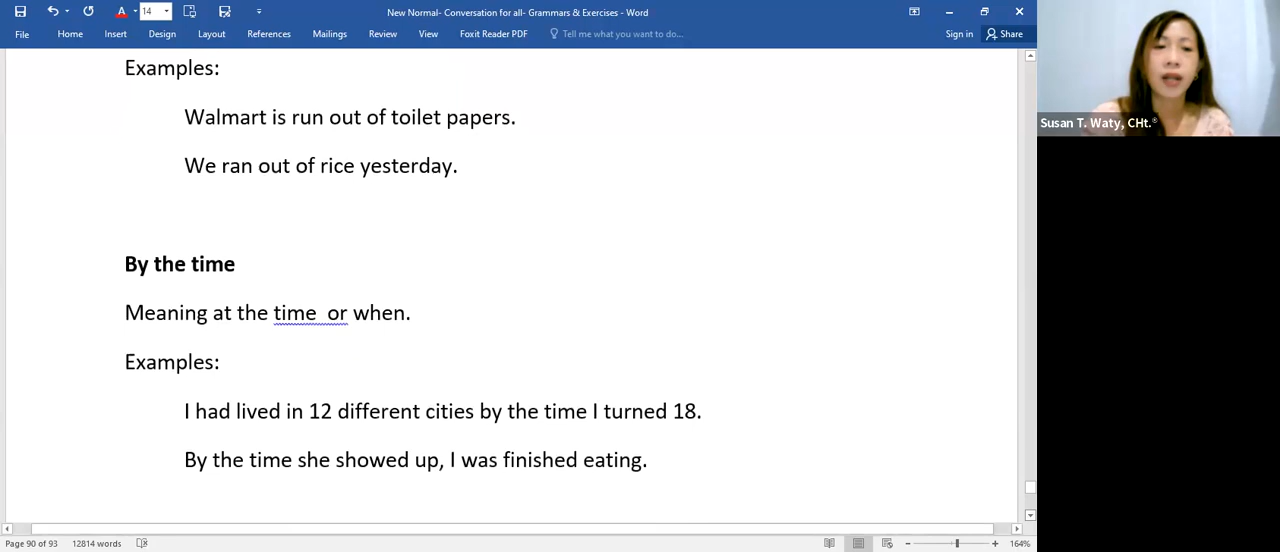 14
New Normal- Conversation for all- Grammars & Exercises - Word
File Home Insert Design Layout References Mailings Review View Foxit Reader PDF Tell me what you want to do... Sign in Share
Examples:
Walmart is run out of toilet papers.
We ran out of rice yesterday.
By the time
Meaning at the time  or when.
Examples:
I had lived in 12 different cities by the time I turned 18.
By the time she showed up, I was finished eating.
Page 90 of 93 12814 words 164%
Susan T. Waty, CHt.®